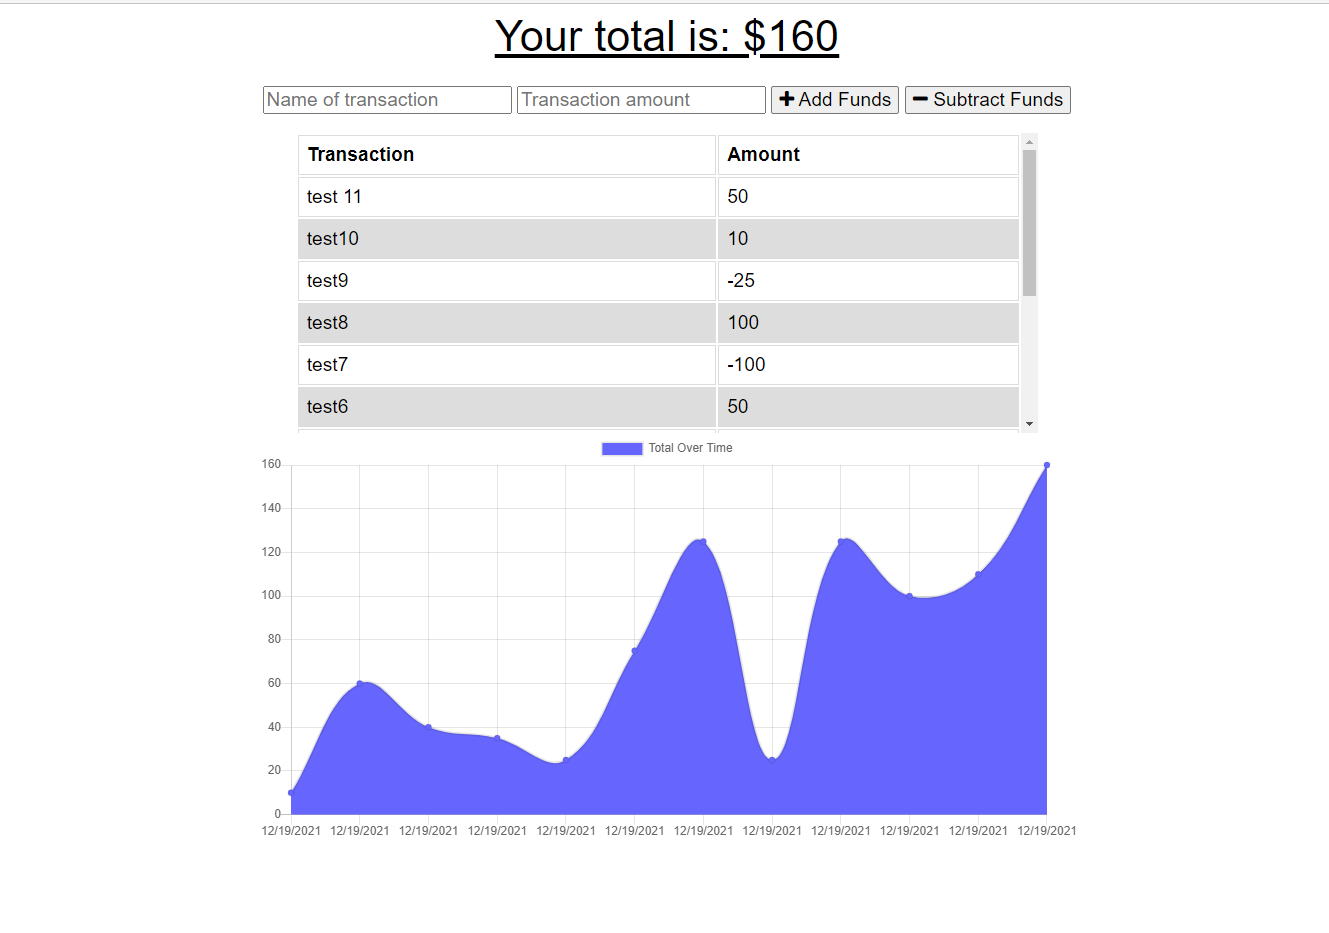 Your total is: $160
Name of transaction Transaction amount Add Funds Subtract Funds
Transaction Amount
test 11 50
test10 10
test9 -25
test8 100
test7 -100
test6 50
Total Over Time
160
140
120
100
80
60
40
20
0
12/19/2021 12/19/2021 12/19/2021 12/19/2021 12/19/2021 12/19/2021 12/19/2021 12/19/2021 12/19/2021 12/19/2021 12/19/2021 12/19/2021